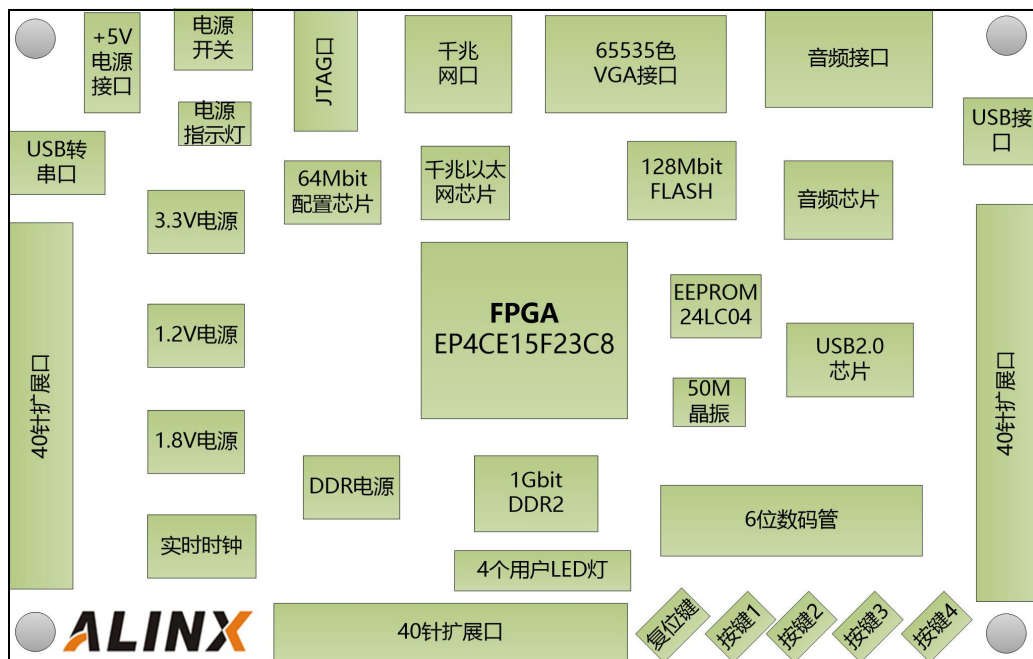 +5V
电源
接口
电源
开关
JTAG口
千兆
网口
65535色
VGA接口
音频接口
电源
指示灯
USB接
口
USB转
串口
64Mbit
配置芯片
千兆以太
网芯片
128Mbit
FLASH
音频芯片
3.3V电源
FPGA
EP4CE15F23C8
EEPROM
24LC04
1.2V电源
USB2.0
芯片
40针扩展口
40针扩展口
50M
晶振
1.8V电源
DDR电源
1Gbit
DDR2
6位数码管
实时时钟
4个用户LED灯
ALINX
40针扩展口
复位键
按键1
按键2
按键3
按键4